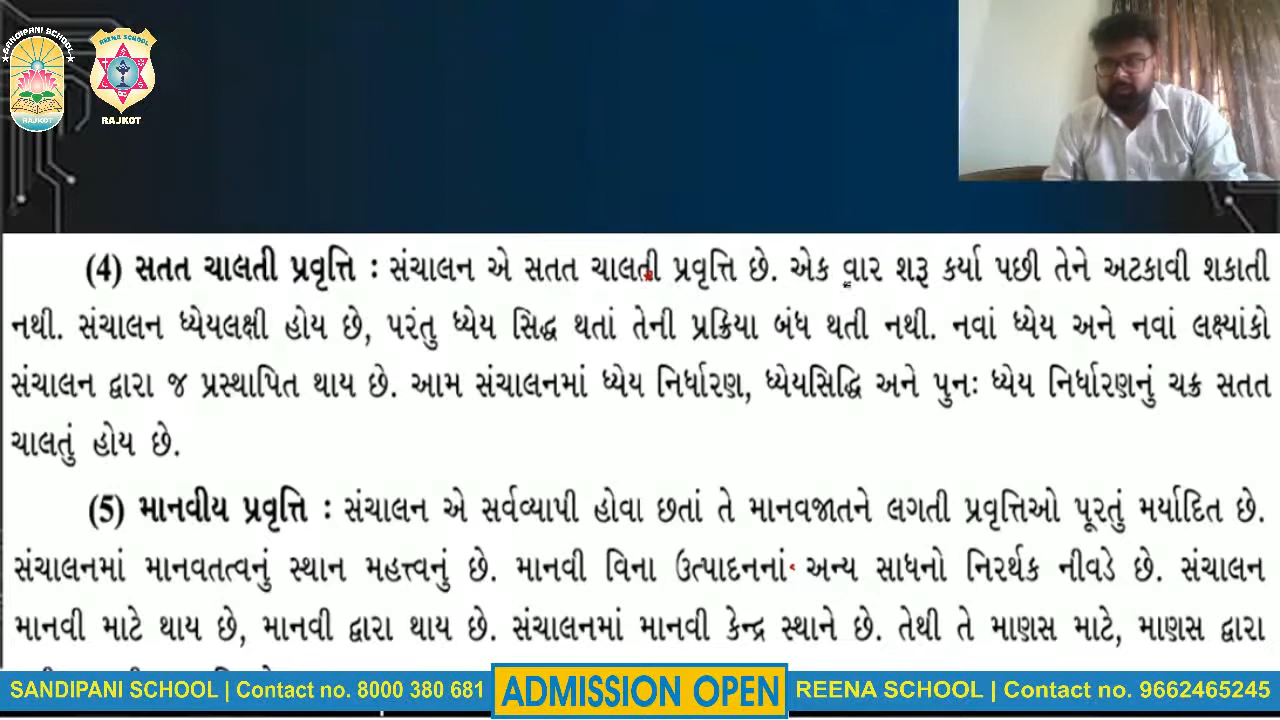 SANDIPANI SCHOOL
RAJKOT
REENA SCHOOL
RAJKOT
(4) સતત ચાલતી પ્રવૃત્તિ : સંચાલન એ સતત ચાલતી પ્રવૃત્તિ છે. એક વાર શરૂ કર્યા પછી તેને અટકાવી શકાતી
નથી. સંચાલન ધ્યેયલક્ષી હોય છે, પરંતુ ધ્યેય સિદ્ધ થતાં તેની પ્રક્રિયા બંધ થતી નથી. નવાં ધ્યેય અને નવાં લક્ષ્યાંકો
સંચાલન દ્વારા જ પ્રસ્થાપિત થાય છે. આમ સંચાલનમાં ધ્યેય નિર્ધારણ, ધ્યેયસિદ્ધિ અને પુનઃ ધ્યેય નિર્ધારણનું ચક્ર સતત
ચાલતું હોય છે.
(5) માનવીય પ્રવૃત્તિ : સંચાલન એ સર્વવ્યાપી હોવા છતાં તે માનવજાતને લગતી પ્રવૃત્તિઓ પૂરતું મર્યાદિત છે.
સંચાલનમાં માનવતત્વનું સ્થાન મહત્ત્વનું છે. માનવી વિના ઉત્પાદનનાં અન્ય સાધનો નિરર્થક નીવડે છે. સંચાલન
માનવી માટે થાય છે, માનવી દ્વારા થાય છે. સંચાલનમાં માનવી કેન્દ્ર સ્થાને છે. તેથી તે માણસ માટે, માણસ દ્વારા
SANDIPANI SCHOOL | Contact no. 8000 380 681
ADMISSION OPEN
REENA SCHOOL | Contact no. 9662465245